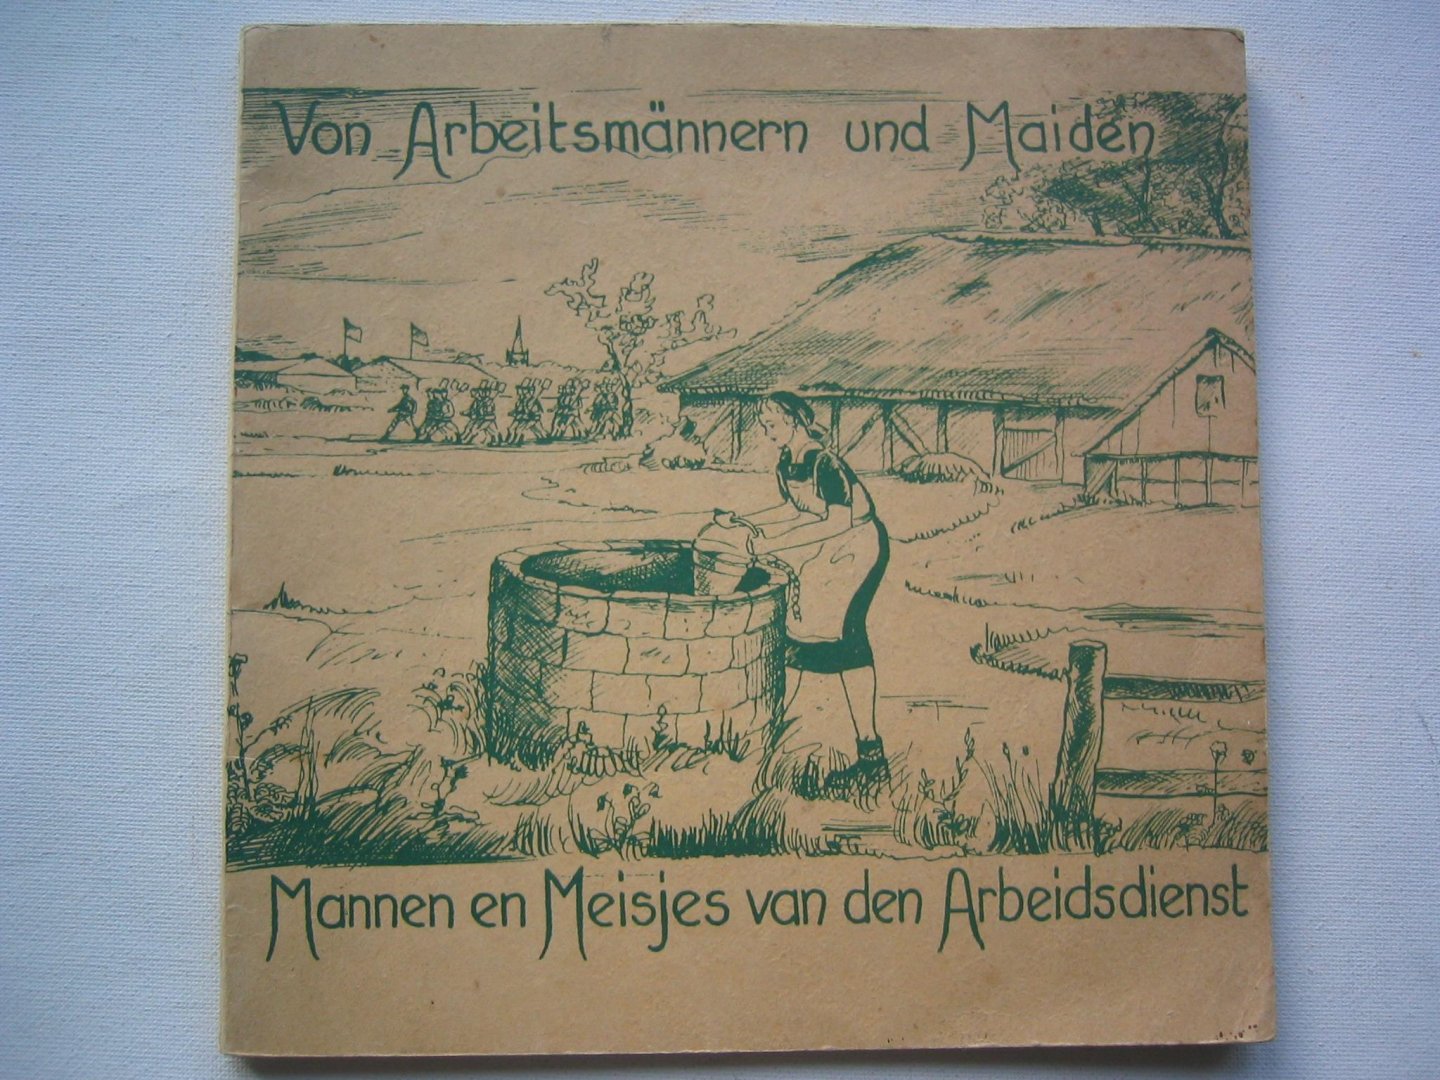 Von Arbeitsmännern und Maiden
Mannen en Meisjes van den Arbeidsdienst